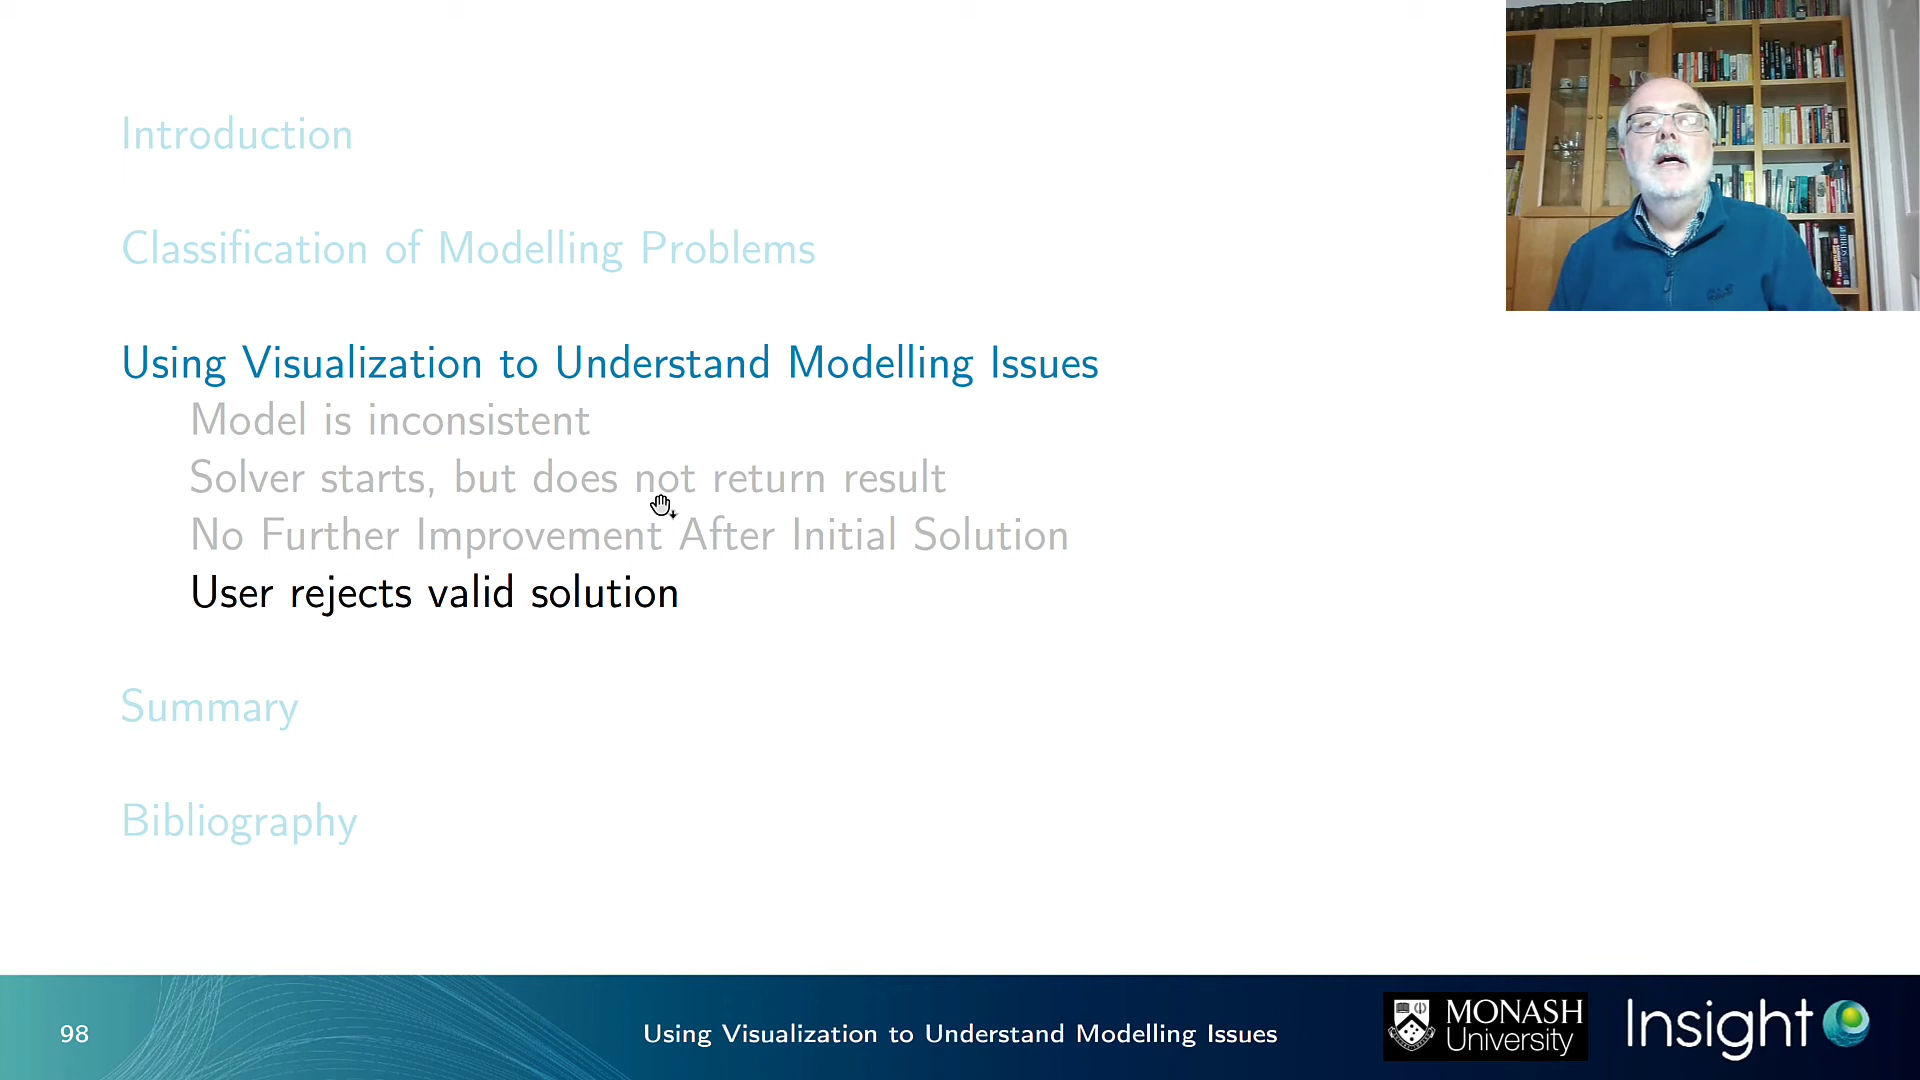 Introduction
Classification of Modelling Problems
Using Visualization to Understand Modelling Issues
Model is inconsistent
Solver starts, but does not return result
No Further Improvement After Initial Solution
User rejects valid solution
Summary
Bibliography
98
Using Visualization to Understand Modelling Issues
MONASH
University
Insight